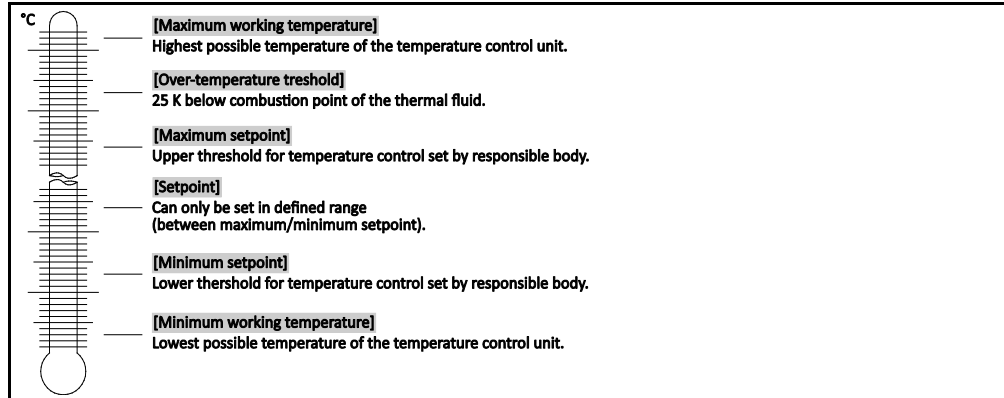 °C
[Maximum working temperature]
Highest possible temperature of the temperature control unit.
[Over-temperature treshold]
25 K below combustion point of the thermal fluid.
[Maximum setpoint]
Upper threshold for temperature control set by responsible body.
[Setpoint]
Can only be set in defined range
(between maximum/minimum setpoint).
[Minimum setpoint]
Lower thershold for temperature control set by responsible body.
[Minimum working temperature]
Lowest possible temperature of the temperature control unit.